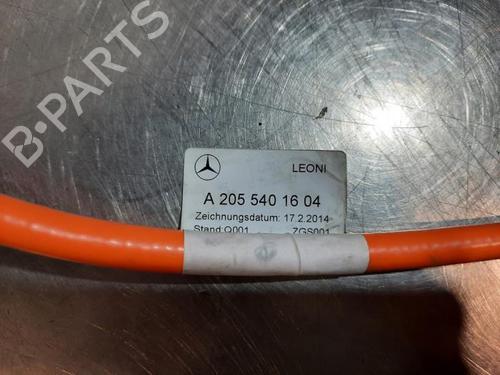 B-PARTS
LEONI
A 205 540 16 04
Zeichnungsdatum: 17.2.2014
Stand:Q001 ZGS001